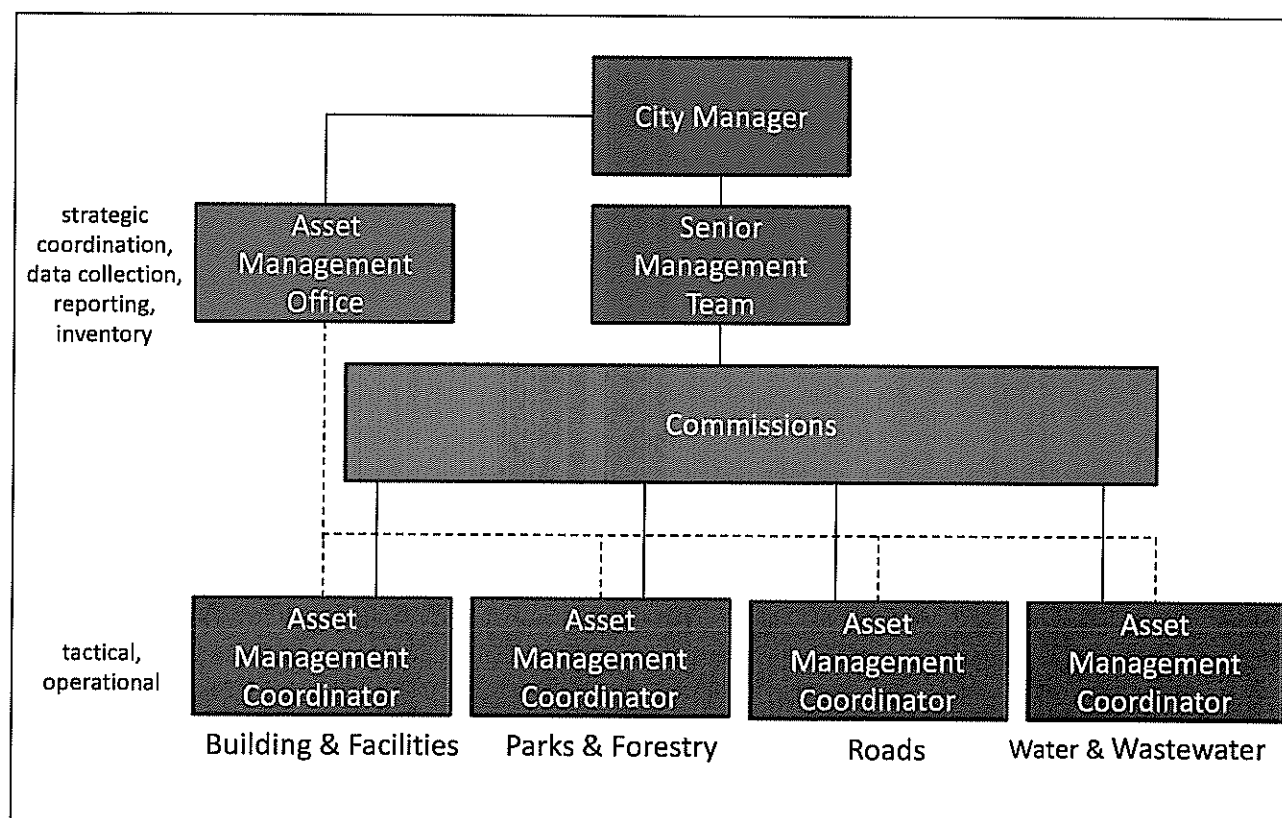 City Manager
strategic
coordination,
data collection,
reporting,
inventory
Asset
Management
Office
Senior
Management
Team
Commissions
tactical,
operational
Asset
Management
Coordinator
Building & Facilities
Asset
Management
Coordinator
Parks & Forestry
Asset
Management
Coordinator
Roads
Asset
Management
Coordinator
Water & Wastewater